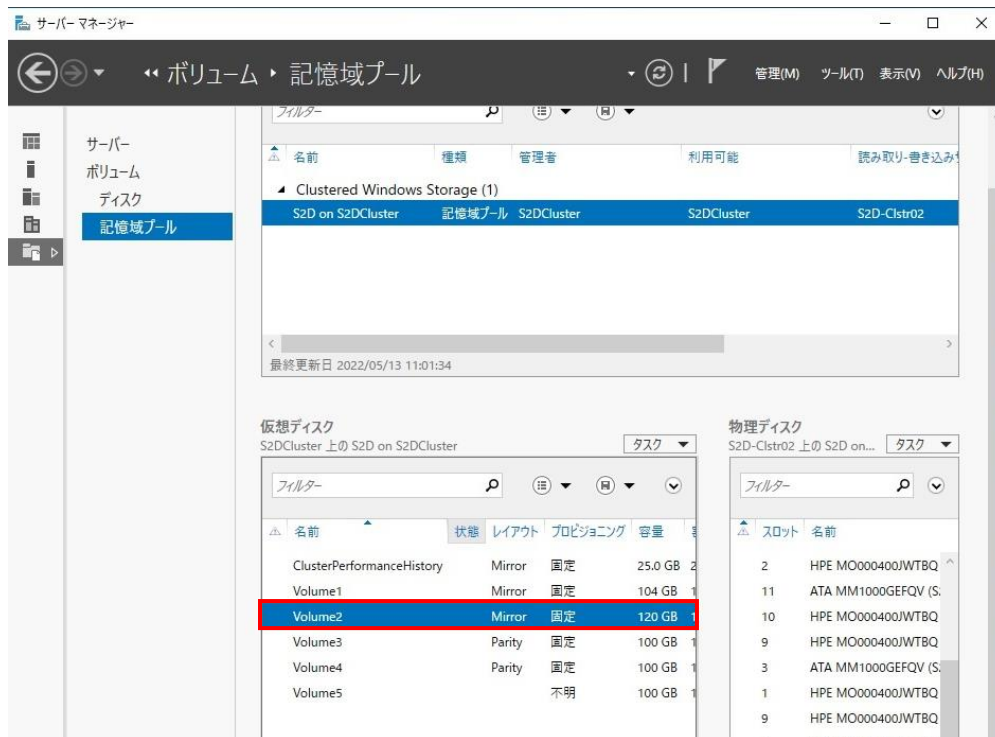 サーバー マネージャー
ボリューム 記憶域プール
管理(M) ツール(T) 表示(V) ヘルプ(H)
サーバー
ボリューム
ディスク
記憶域プール
フィルター
名前 種類 管理者 利用可能 読み取り-書き込みサ
Clustered Windows Storage (1)
S2D on S2DCluster 記憶域プール S2DCluster S2DCluster S2D-Clstr02
最終更新日 2022/05/13 11:01:34
仮想ディスク
S2DCluster 上の S2D on S2DCluster
タスク
フィルター
名前 状態 レイアウト プロビジョニング 容量
ClusterPerformanceHistory Mirror 固定 25.0 GB 2
Volume1 Mirror 固定 104 GB 1
Volume2 Mirror 固定 120 GB 1
Volume3 Parity 固定 100 GB 1
Volume4 Parity 固定 100 GB 1
Volume5 不明 100 GB 1
物理ディスク
S2D-Clstr02 上の S2D on...
タスク
フィルター
スロット 名前
2 HPE MO000400JWTBQ
11 ATA MM1000GEFQV (S.
10 HPE MO000400JWTBQ
9 HPE MO000400JWTBQ
3 ATA MM1000GEFQV (S.
1 HPE MO000400JWTBQ
9 HPE MO000400JWTBQ